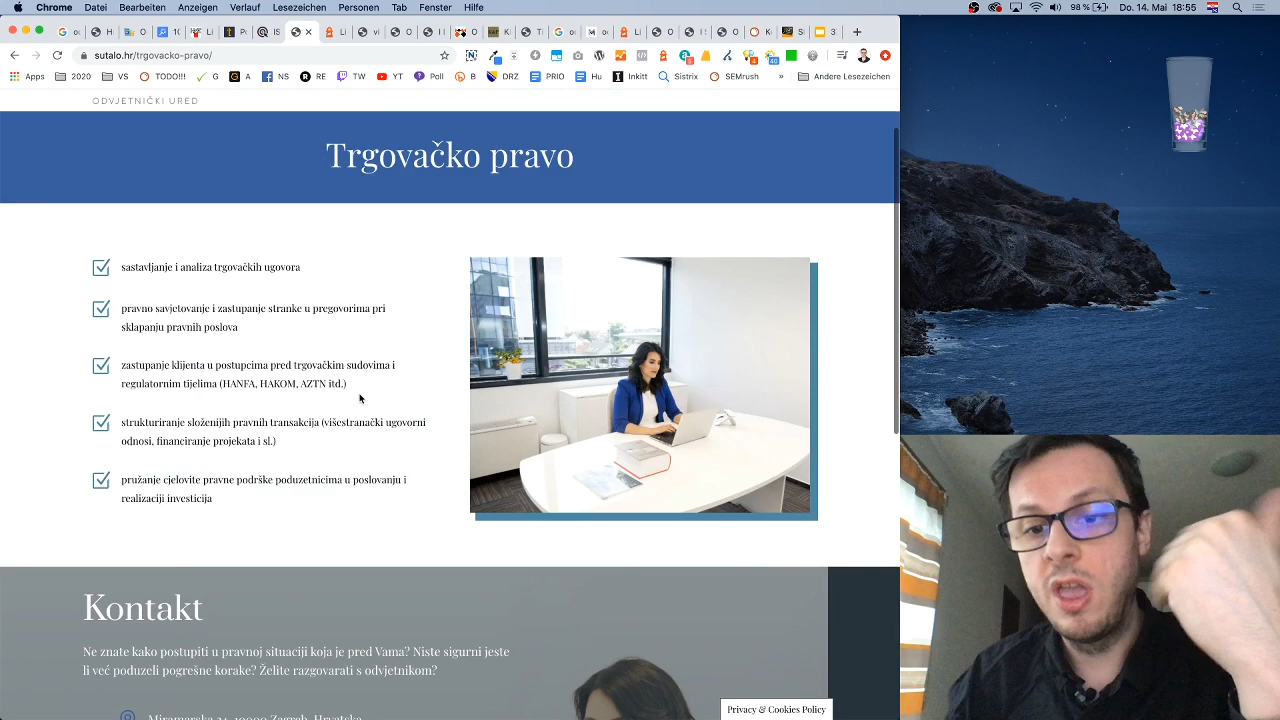 Chrome Datei Bearbeiten Anzeigen Verlauf Lesezeichen Personen Tab Fenster Hilfe
98 % Do. 14. Mai 18:55
sutalo.hr/trgovacko-pravo/
Apps 2020 VS TODO!!! G A NS RE TW YT Poll B DRZ PRIO Hu Inkitt Sistrix SEMrush » Andere Lesezeichen
ODVJETNIČKI URED
Trgovačko pravo
sastavljanje i analiza trgovačkih ugovora
pravno savjetovanje i zastupanje stranke u pregovorima pri
sklapanju pravnih poslova
zastupanje klijenta u postupcima pred trgovačkim sudovima i
regulatornim tijelima (HANFA, HAKOM, AZTN itd.)
strukturiranje složenijih pravnih transakcija (višestranački ugovorni
odnosi, financiranje projekata i sl.)
pružanje cjelovite pravne podrške poduzetnicima u poslovanju i
realizaciji investicija
Kontakt
Ne znate kako postupiti u pravnoj situaciji koja je pred Vama? Niste sigurni jeste
li već poduzeli pogrešne korake? Želite razgovarati s odvjetnikom?
Privacy & Cookies Policy